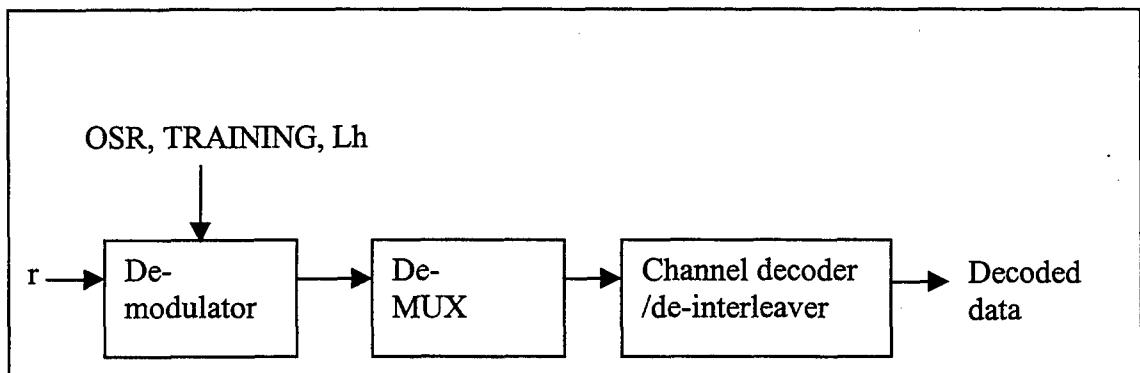 OSR, TRAINING, Lh
r
De-
modulator
De-
MUX
Channel decoder
/de-interleaver
Decoded
data